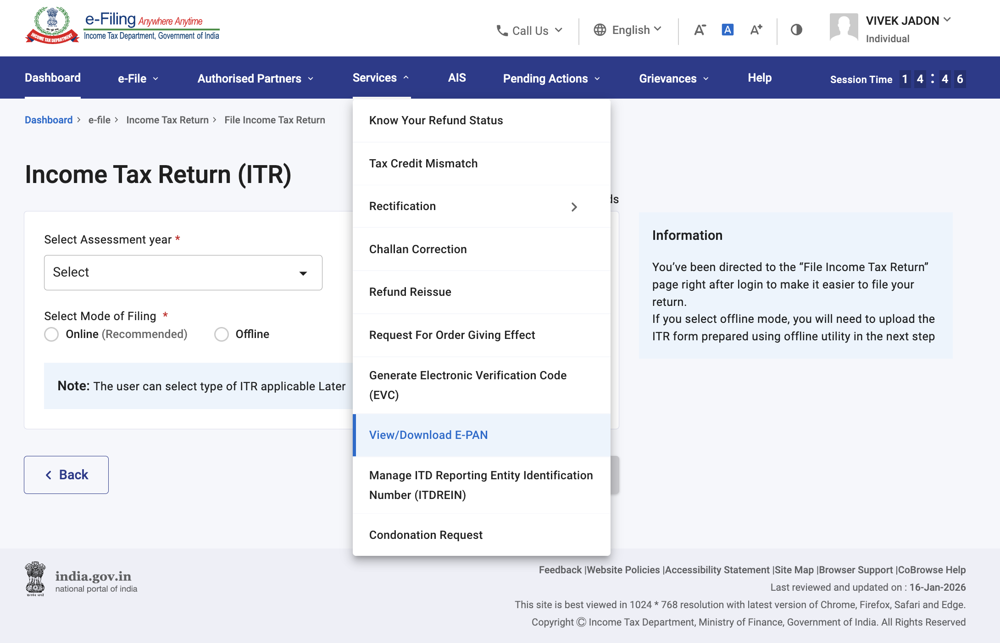 e-Filing Anywhere Anytime
Income Tax Department, Government of India
INCOME TAX DEPARTMENT
Call Us
English
A-
A
A+
VIVEK JADON
Individual
Dashboard
e-File
Authorised Partners
Services
AIS
Pending Actions
Grievances
Help
Session Time 14:46
Dashboard > e-file > Income Tax Return > File Income Tax Return
Income Tax Return (ITR)
Select Assessment year *
Select
Select Mode of Filing *
Online (Recommended)
Offline
Note: The user can select type of ITR applicable Later
Back
Know Your Refund Status
Tax Credit Mismatch
Rectification
Challan Correction
Refund Reissue
Request For Order Giving Effect
Generate Electronic Verification Code
(EVC)
View/Download E-PAN
Manage ITD Reporting Entity Identification
Number (ITDREIN)
Condonation Request
Information
You’ve been directed to the “File Income Tax Return”
page right after login to make it easier to file your
return.
If you select offline mode, you will need to upload the
ITR form prepared using offline utility in the next step
सत्यमेव जयते
india.gov.in
national portal of india
Feedback |Website Policies |Accessibility Statement |Site Map |Browser Support |CoBrowse Help
Last reviewed and updated on : 16-Jan-2026
This site is best viewed in 1024 * 768 resolution with latest version of Chrome, Firefox, Safari and Edge.
Copyright © Income Tax Department, Ministry of Finance, Government of India. All Rights Reserved